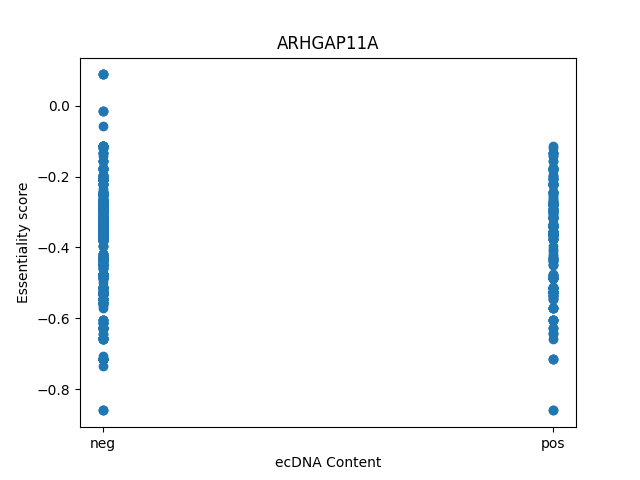 ARHGAP11A
Essentiality score
0.0
−0.2
−0.4
−0.6
−0.8
neg
pos
ecDNA Content